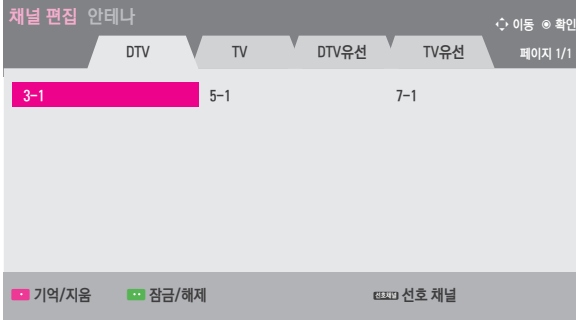 채널 편집 안테나
이동 ◉ 확인
DTV TV DTV유선 TV유선 페이지 1/1
3-1 5-1 7-1
기억/지움 잠금/해제 선호채널 선호 채널